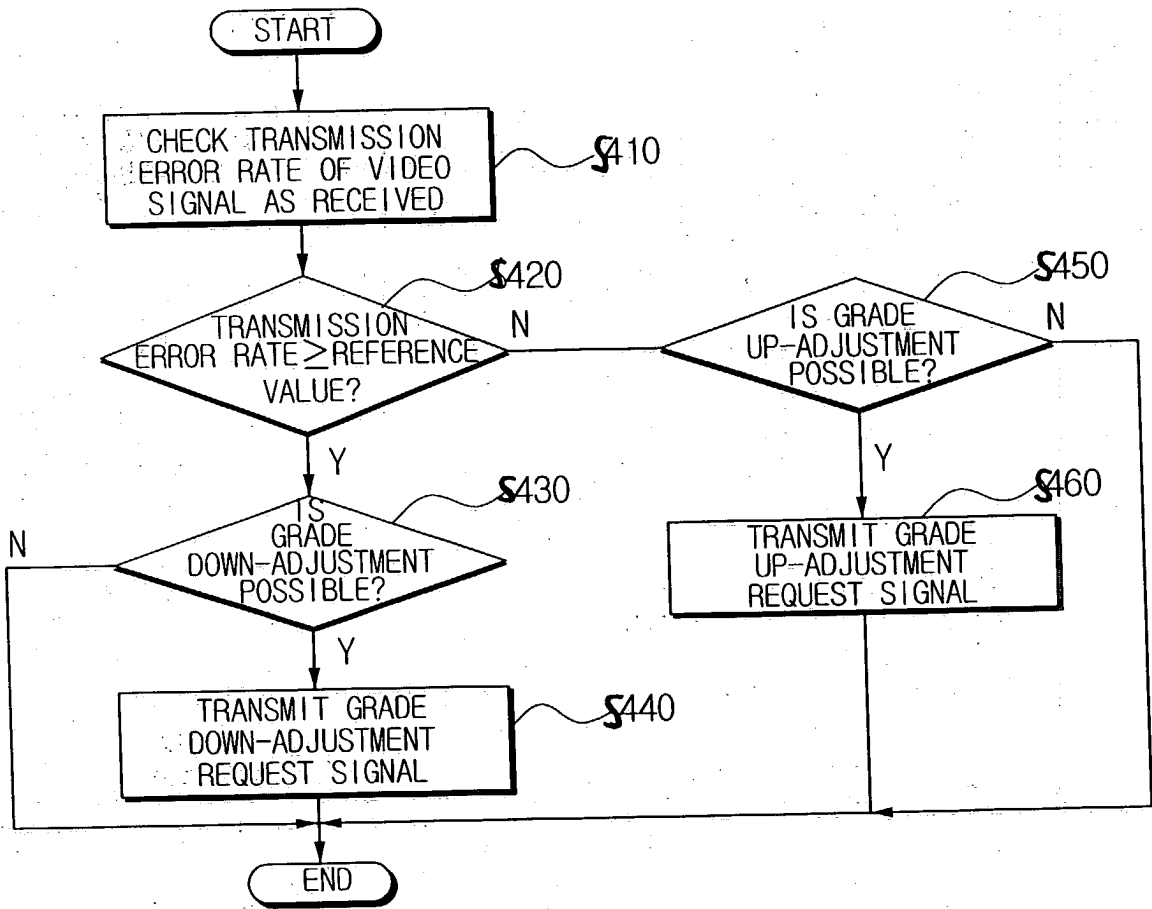 START
CHECK TRANSMISSION
ERROR RATE OF VIDEO
SIGNAL AS RECEIVED
S410
TRANSMISSION
ERROR RATE≥REFERENCE
VALUE?
S420
N
Y
IS GRADE
UP-ADJUSTMENT
POSSIBLE?
S450
N
Y
IS
GRADE
DOWN-ADJUSTMENT
POSSIBLE?
S430
N
Y
TRANSMIT GRADE
UP-ADJUSTMENT
REQUEST SIGNAL
S460
TRANSMIT GRADE
DOWN-ADJUSTMENT
REQUEST SIGNAL
S440
END